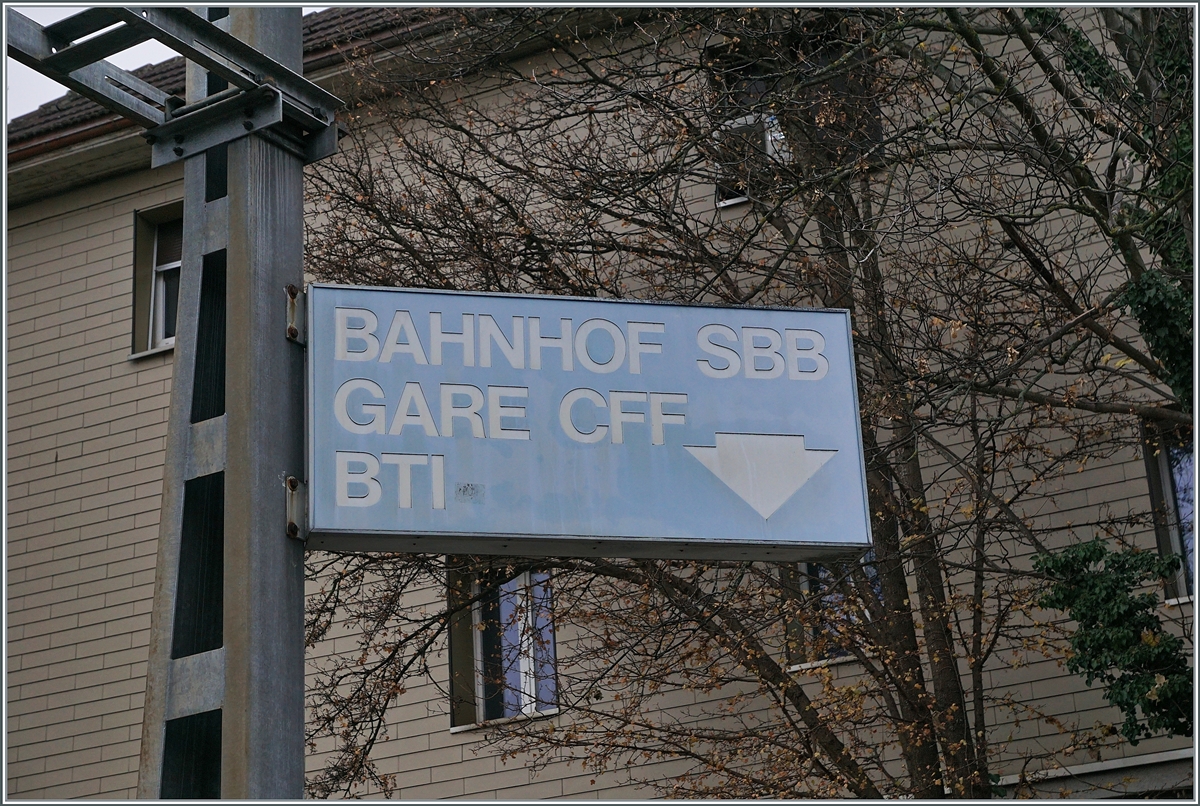 BAHNHOF SBB
GARE CFF
BTI